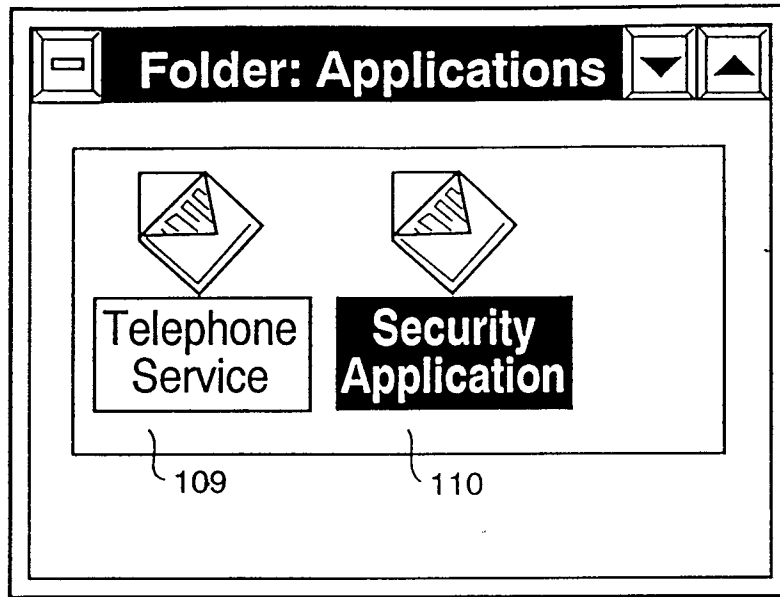 Folder: Applications
Telephone
Service
Security
Application
109
110